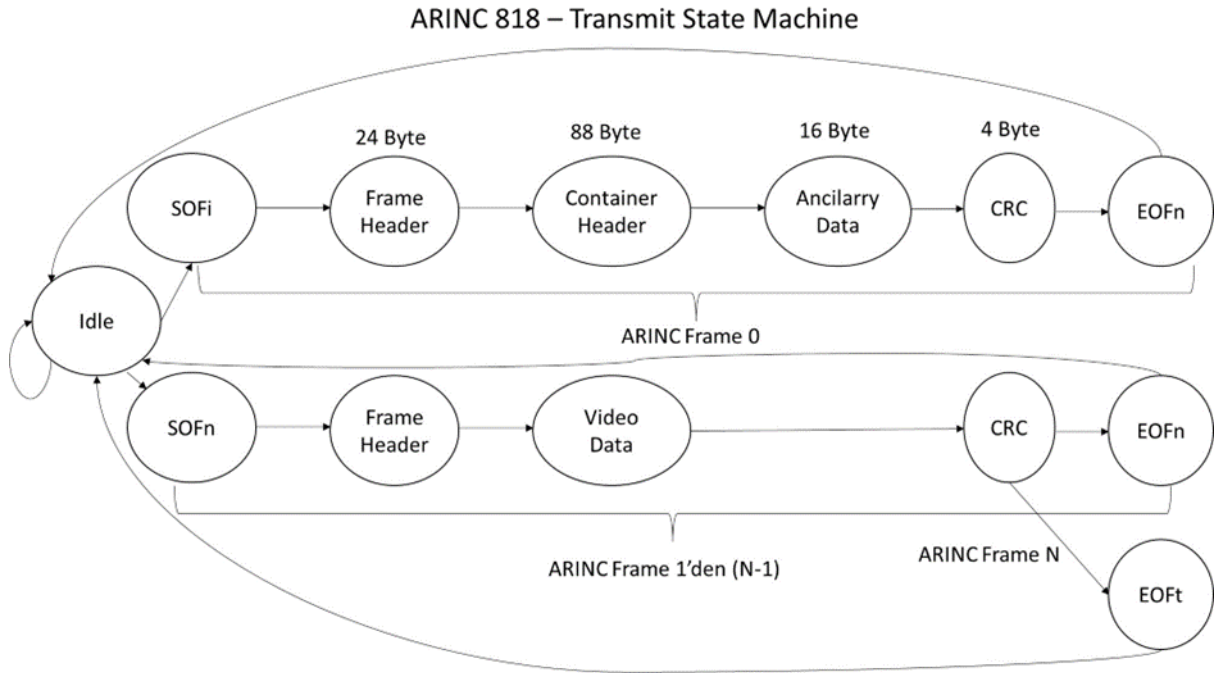 ARINC 818 – Transmit State Machine
24 Byte
88 Byte
16 Byte
4 Byte
SOFi
Frame
Header
Container
Header
Ancilarry
Data
CRC
EOFn
Idle
ARINC Frame 0
SOFn
Frame
Header
Video
Data
CRC
EOFn
ARINC Frame 1'den (N-1)
ARINC Frame N
EOFt